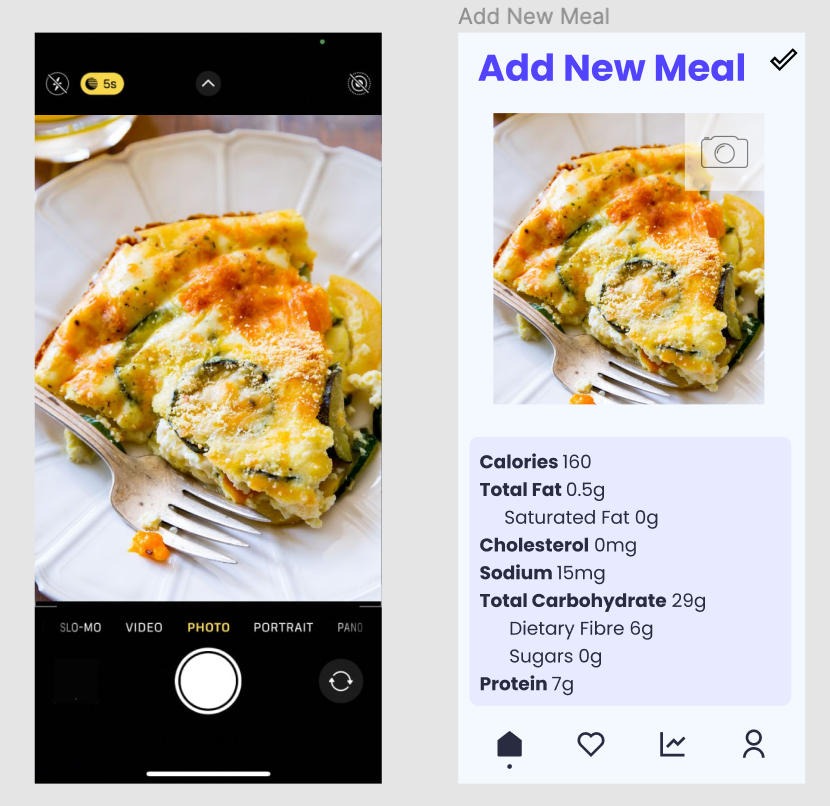 Add New Meal
5s
Add New Meal
Calories 160
Total Fat 0.5g
Saturated Fat 0g
Cholesterol 0mg
Sodium 15mg
Total Carbohydrate 29g
Dietary Fibre 6g
Sugars 0g
Protein 7g
SLO-MO VIDEO PHOTO PORTRAIT PANO